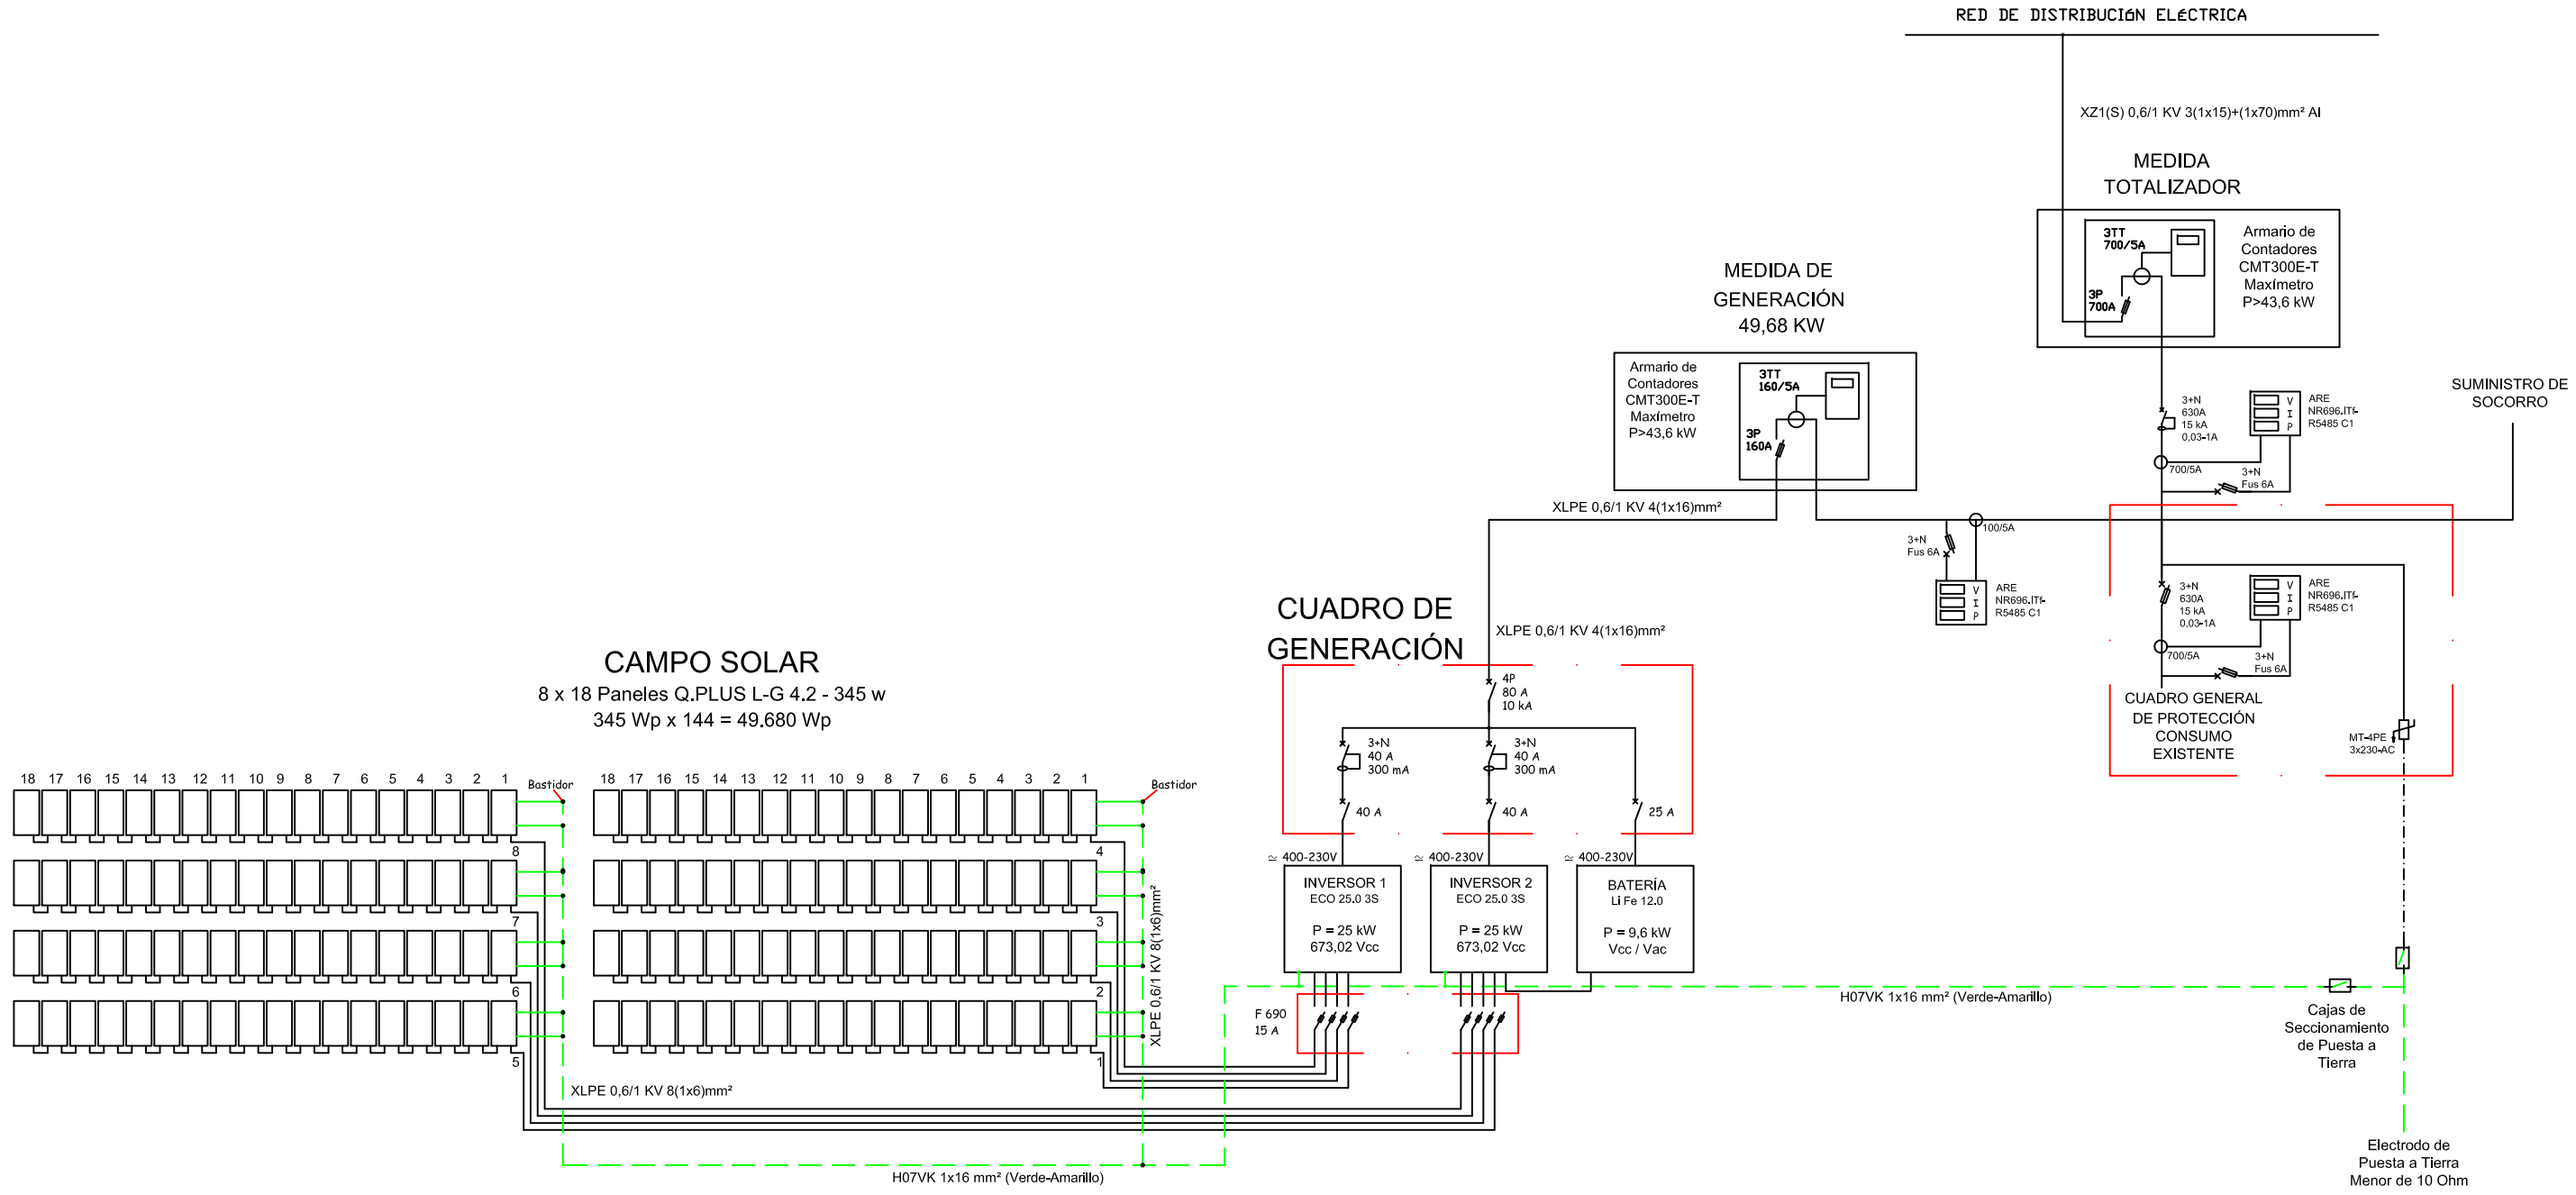 RED DE DISTRIBUCIóN ELéCTRICA
XZ1(S) 0,6/1 KV 3(1x15)+(1x70)mm² Al
MEDIDA
TOTALIZADOR
3TT
700/5A
3P
700A
Armario de
Contadores
CMT300E-T
Maxímetro
P>43,6 kW
MEDIDA DE
GENERACIÓN
49,68 KW
Armario de
Contadores
CMT300E-T
Maxímetro
P>43,6 kW
3TT
160/5A
3P
160A
SUMINISTRO DE
SOCORRO
3+N
630A
15 kA
0,03-1A
V
I
P
ARE
NR696.ITf-
R5485 C1
700/5A
3+N
Fus 6A
XLPE 0,6/1 KV 4(1x16)mm²
100/5A
3+N
Fus 6A
V
I
P
ARE
NR696.ITf-
R5485 C1
3+N
630A
15 kA
0,03-1A
V
I
P
ARE
NR696.ITf-
R5485 C1
700/5A
3+N
Fus 6A
CUADRO GENERAL
DE PROTECCIÓN
CONSUMO
EXISTENTE
MT-4PE
3x230-AC
CUADRO DE
GENERACIÓN
XLPE 0,6/1 KV 4(1x16)mm²
4P
80 A
10 kA
3+N
40 A
300 mA
3+N
40 A
300 mA
40 A
40 A
25 A
≃ 400-230V
≃ 400-230V
≃ 400-230V
INVERSOR 1
ECO 25.0 3S
P = 25 kW
673,02 Vcc
INVERSOR 2
ECO 25.0 3S
P = 25 kW
673,02 Vcc
BATERÍA
Li Fe 12.0
P = 9,6 kW
Vcc / Vac
F 690
15 A
CAMPO SOLAR
8 x 18 Paneles Q.PLUS L-G 4.2 - 345 w
345 Wp x 144 = 49.680 Wp
18 17 16 15 14 13 12 11 10 9 8 7 6 5 4 3 2 1
Bastidor
18 17 16 15 14 13 12 11 10 9 8 7 6 5 4 3 2 1
Bastidor
8
4
7
3
6
2
5
1
XLPE 0,6/1 KV 8(1x6)mm²
XLPE 0,6/1 KV 8(1x6)mm²
H07VK 1x16 mm² (Verde-Amarillo)
H07VK 1x16 mm² (Verde-Amarillo)
Cajas de
Seccionamiento
de Puesta a
Tierra
Electrodo de
Puesta a Tierra
Menor de 10 Ohm